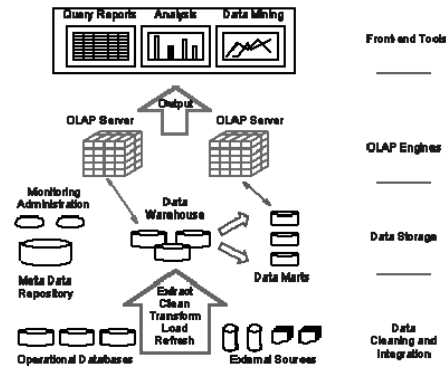 Query Reports Analysis Data Mining
Front-end Tools
Output
OLAP Server OLAP Server
OLAP Engines
Monitoring
Administration
Data
Warehouse
Data Storage
Meta Data
Repository
Data Marts
Extract
Clean
Transform
Load
Refresh
Operational Databases
External Sources
Data
Cleaning and
Integration